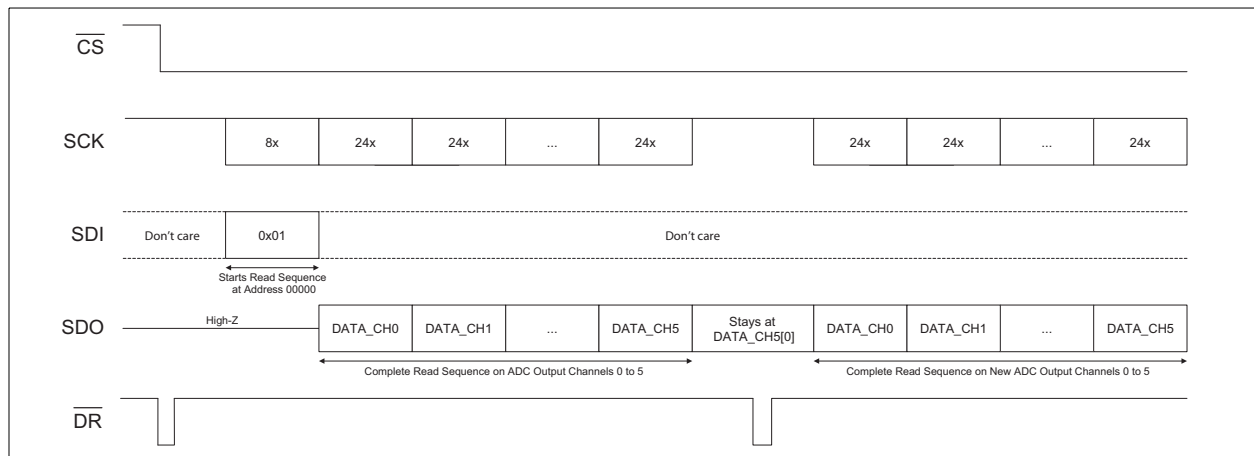 CS
SCK
8x
24x
24x
...
24x
24x
24x
...
24x
SDI
Don't care
0x01
Don't care
Starts Read Sequence
at Address 00000
SDO
High-Z
DATA_CH0
DATA_CH1
...
DATA_CH5
Stays at
DATA_CH5[0]
DATA_CH0
DATA_CH1
...
DATA_CH5
Complete Read Sequence on ADC Output Channels 0 to 5
Complete Read Sequence on New ADC Output Channels 0 to 5
DR